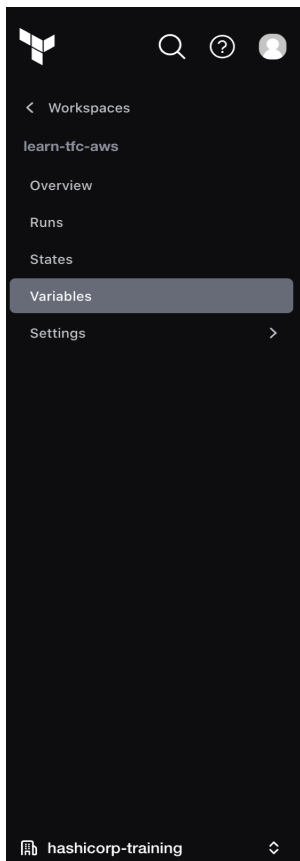 Workspaces
learn-tfc-aws
Overview
Runs
States
Variables
Settings
hashicorp-training